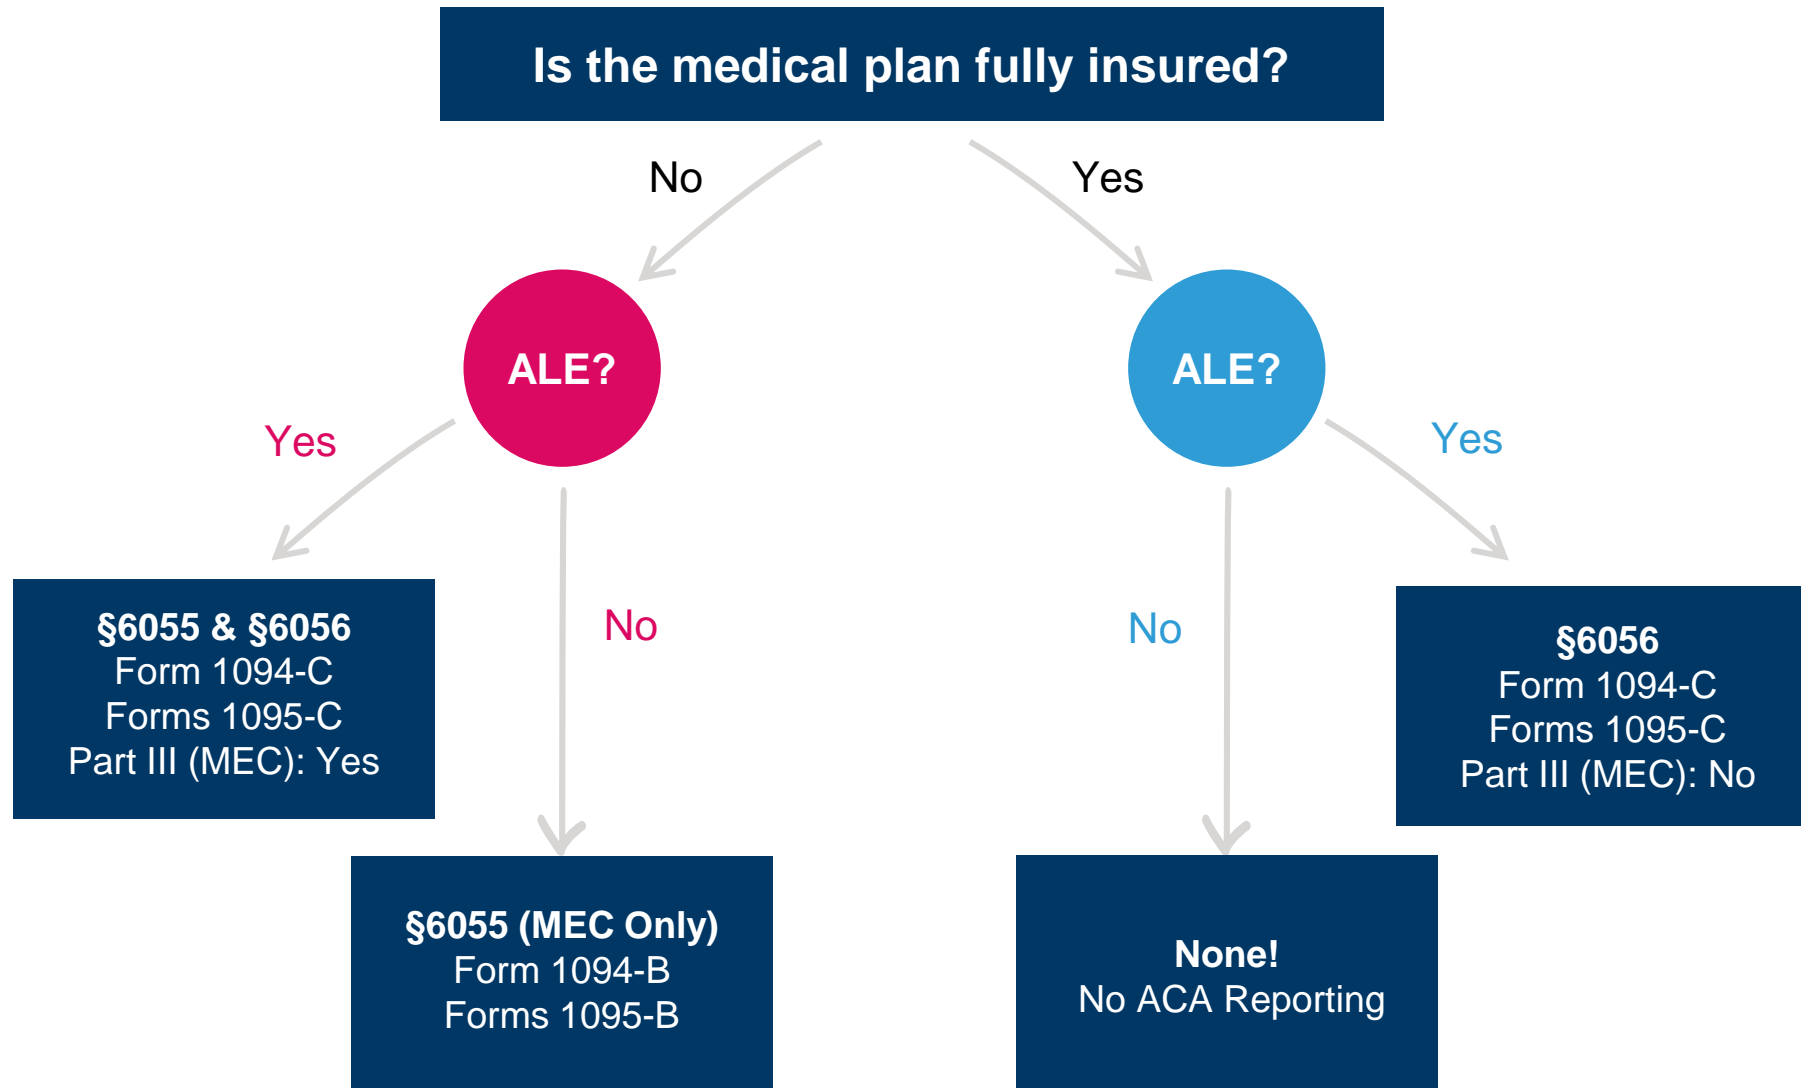 Is the medical plan fully insured?
No
Yes
ALE?
ALE?
Yes
Yes
No
No
§6055 & §6056
Form 1094-C
Forms 1095-C
Part III (MEC): Yes
§6056
Form 1094-C
Forms 1095-C
Part III (MEC): No
§6055 (MEC Only)
Form 1094-B
Forms 1095-B
None!
No ACA Reporting